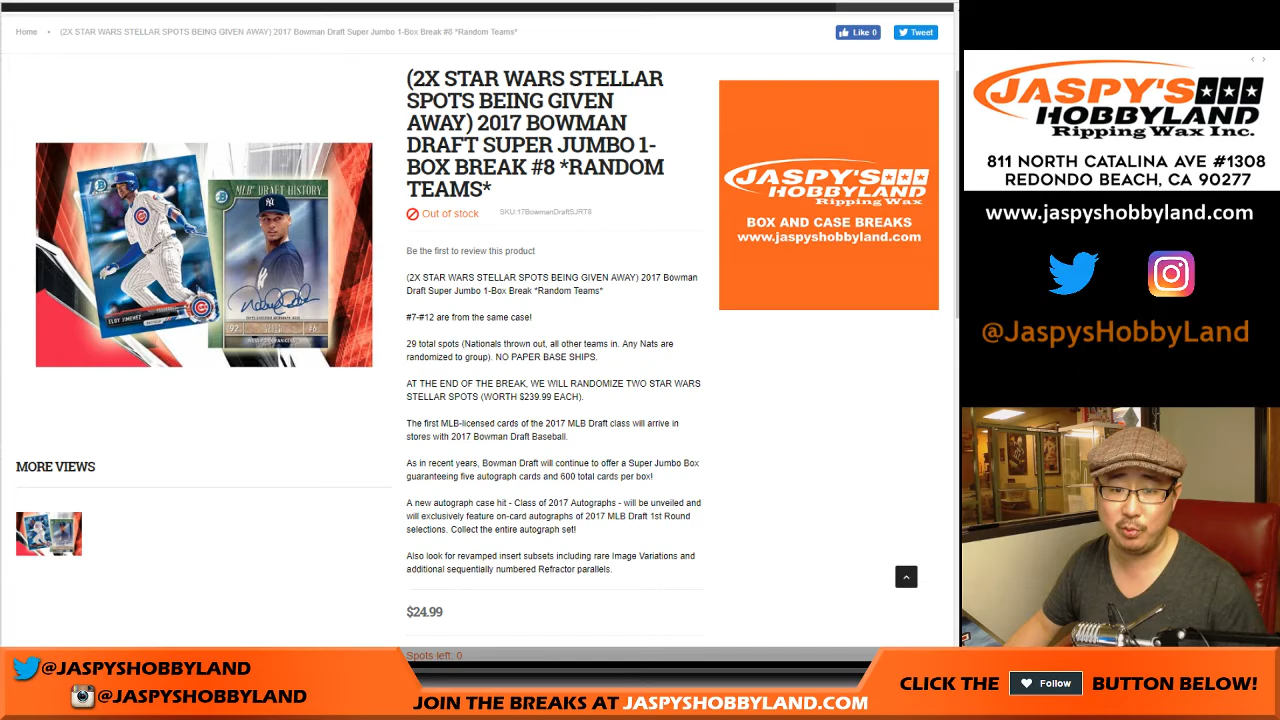 Home • (2X STAR WARS STELLAR SPOTS BEING GIVEN AWAY) 2017 Bowman Draft Super Jumbo 1-Box Break #8 *Random Teams*
Like 0
Tweet
(2X STAR WARS STELLAR
SPOTS BEING GIVEN
AWAY) 2017 BOWMAN
DRAFT SUPER JUMBO 1-
BOX BREAK #8 *RANDOM
TEAMS*
Out of stock
SKU:17BowmanDraftSJRT8
Be the first to review this product
(2X STAR WARS STELLAR SPOTS BEING GIVEN AWAY) 2017 Bowman
Draft Super Jumbo 1-Box Break *Random Teams*
#7-#12 are from the same case!
29 total spots (Nationals thrown out, all other teams in. Any Nats are
randomized to group). NO PAPER BASE SHIPS.
AT THE END OF THE BREAK, WE WILL RANDOMIZE TWO STAR WARS
STELLAR SPOTS (WORTH $239.99 EACH).
The first MLB-licensed cards of the 2017 MLB Draft class will arrive in
stores with 2017 Bowman Draft Baseball.
As in recent years, Bowman Draft will continue to offer a Super Jumbo Box
guaranteeing five autograph cards and 600 total cards per box!
A new autograph case hit - Class of 2017 Autographs - will be unveiled and
will exclusively feature on-card autographs of 2017 MLB Draft 1st Round
selections. Collect the entire autograph set!
Also look for revamped insert subsets including rare Image Variations and
additional sequentially numbered Refractor parallels.
$24.99
Spots left: 0
MLB DRAFT HISTORY
ELOY JIMENEZ
92
#6
MORE VIEWS
JASPY'S
HOBBYLAND
Ripping Wax
BOX AND CASE BREAKS
www.jaspyshobbyland.com
JASPY'S
HOBBYLAND
Ripping Wax Inc.
811 NORTH CATALINA AVE #1308
REDONDO BEACH, CA 90277
www.jaspyshobbyland.com
@JaspysHobbyLand
@JASPYSHOBBYLAND
@JASPYSHOBBYLAND
JOIN THE BREAKS AT JASPYSHOBBYLAND.COM
CLICK THE Follow BUTTON BELOW!